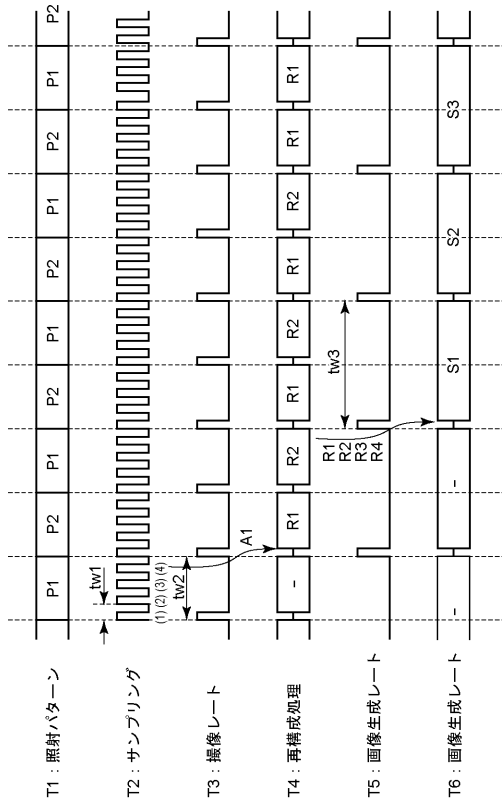 T1：照射パターン P1 P2 P1 P2 P1 P2 P1 P2 P1 P2
tw1
T2：サンプリング
(1) (2) (3) (4)
tw2
T3：撮像レート
A1
T4：再構成処理 – R1 R2 R1 R2 R1 R2 R1 R1
R1
R2
R3
R4
tw3
T5：画像生成レート
T6：画像生成レート – – S1 S2 S3